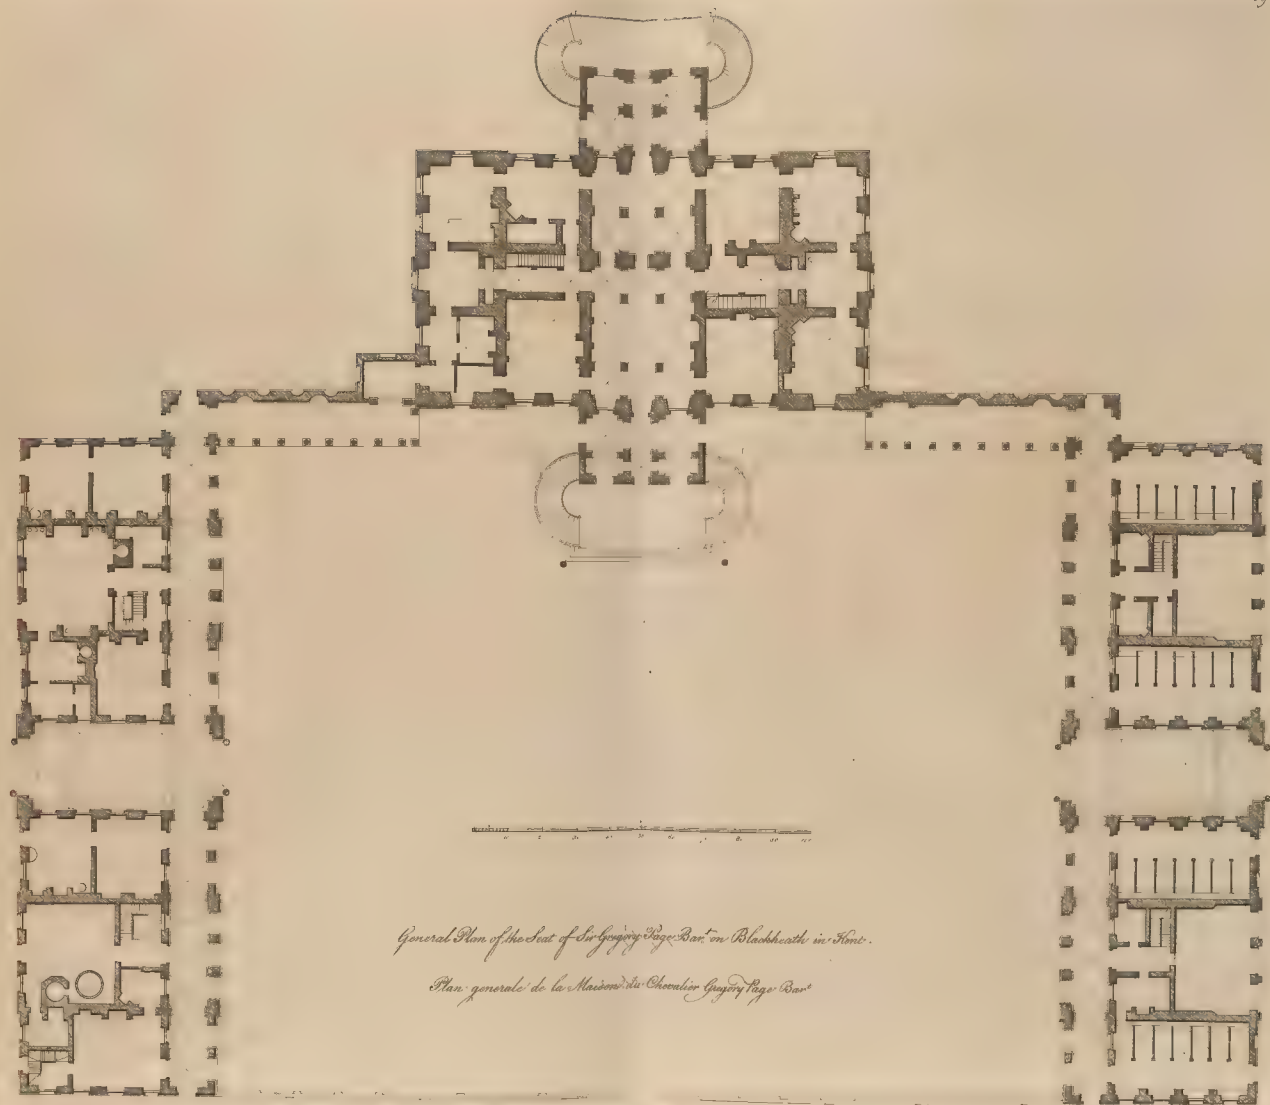 General Plan of the Seat of Sir Gregory Page Bar.t on Blackheath in Kent.
Plan generale de la Maison du Chevalier Gregory Page Bar.t